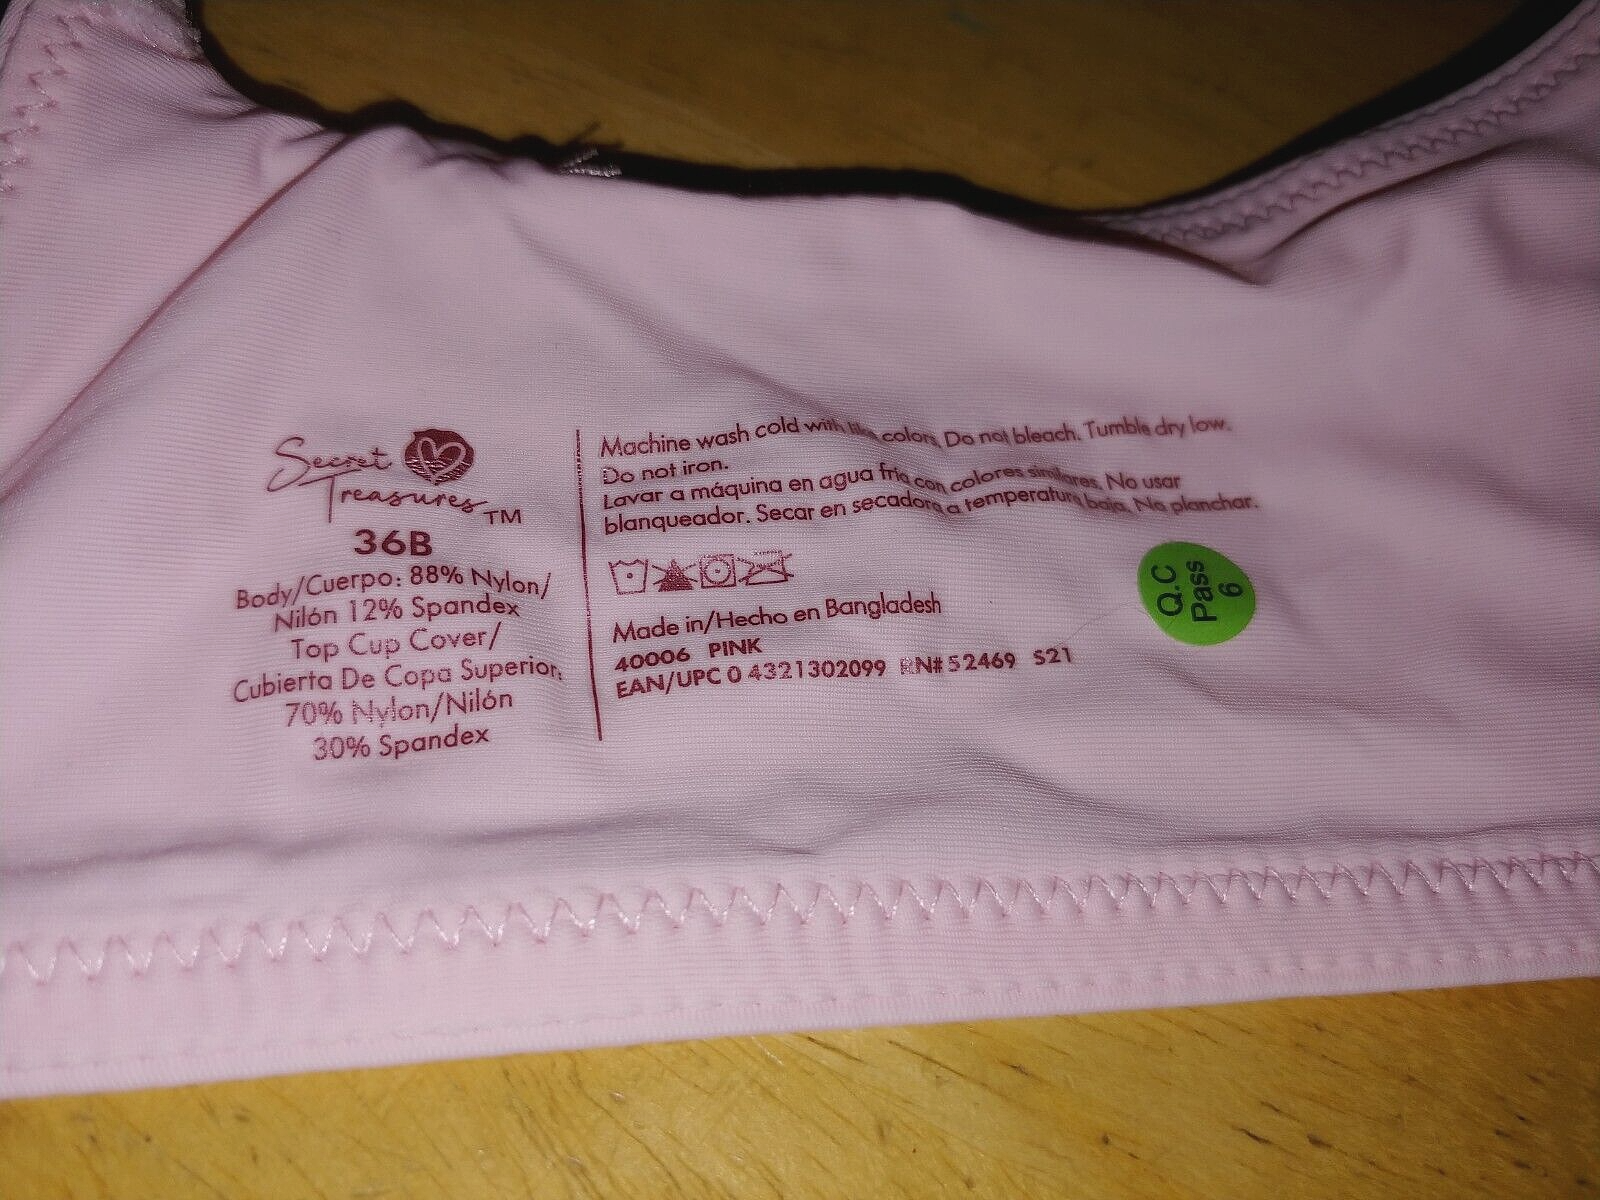 Secret
Treasures™
36B
Body/Cuerpo: 88% Nylon/
Nilón 12% Spandex
Top Cup Cover/
Cubierta De Copa Superior:
70% Nylon/Nilón
30% Spandex
Machine wash cold with like colors. Do not bleach. Tumble dry low.
Do not iron.
Lavar a máquina en agua fría con colores similares. No usar
blanqueador. Secar en secadora a temperatura baja. No planchar.
Made in/Hecho en Bangladesh
40006 PINK
EAN/UPC 0 4321302099 RN# 52469 S21
Q.C
Pass
6